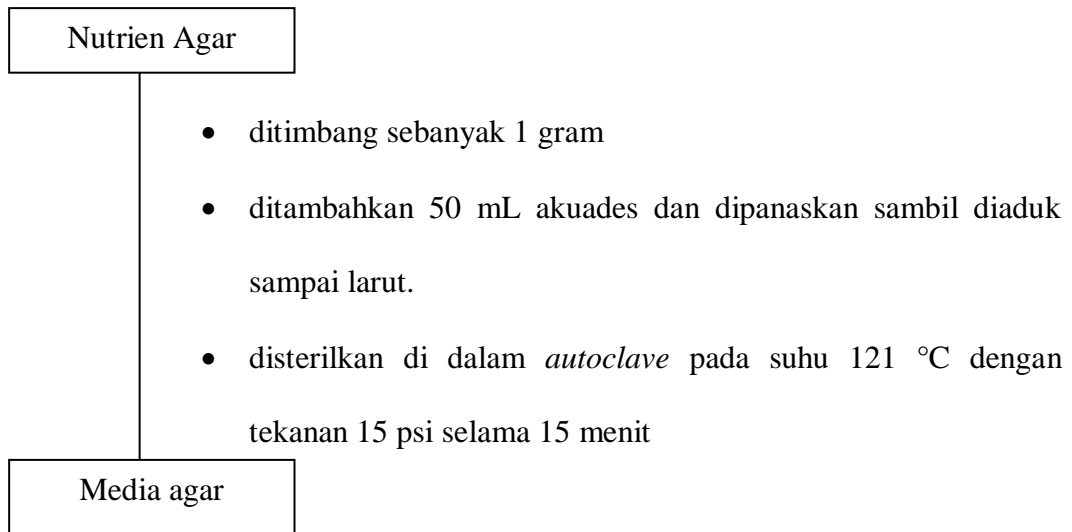 Nutrien Agar
• ditimbang sebanyak 1 gram
• ditambahkan 50 mL akuades dan dipanaskan sambil diaduk
sampai larut.
• disterilkan di dalam autoclave pada suhu 121 °C dengan
tekanan 15 psi selama 15 menit
Media agar